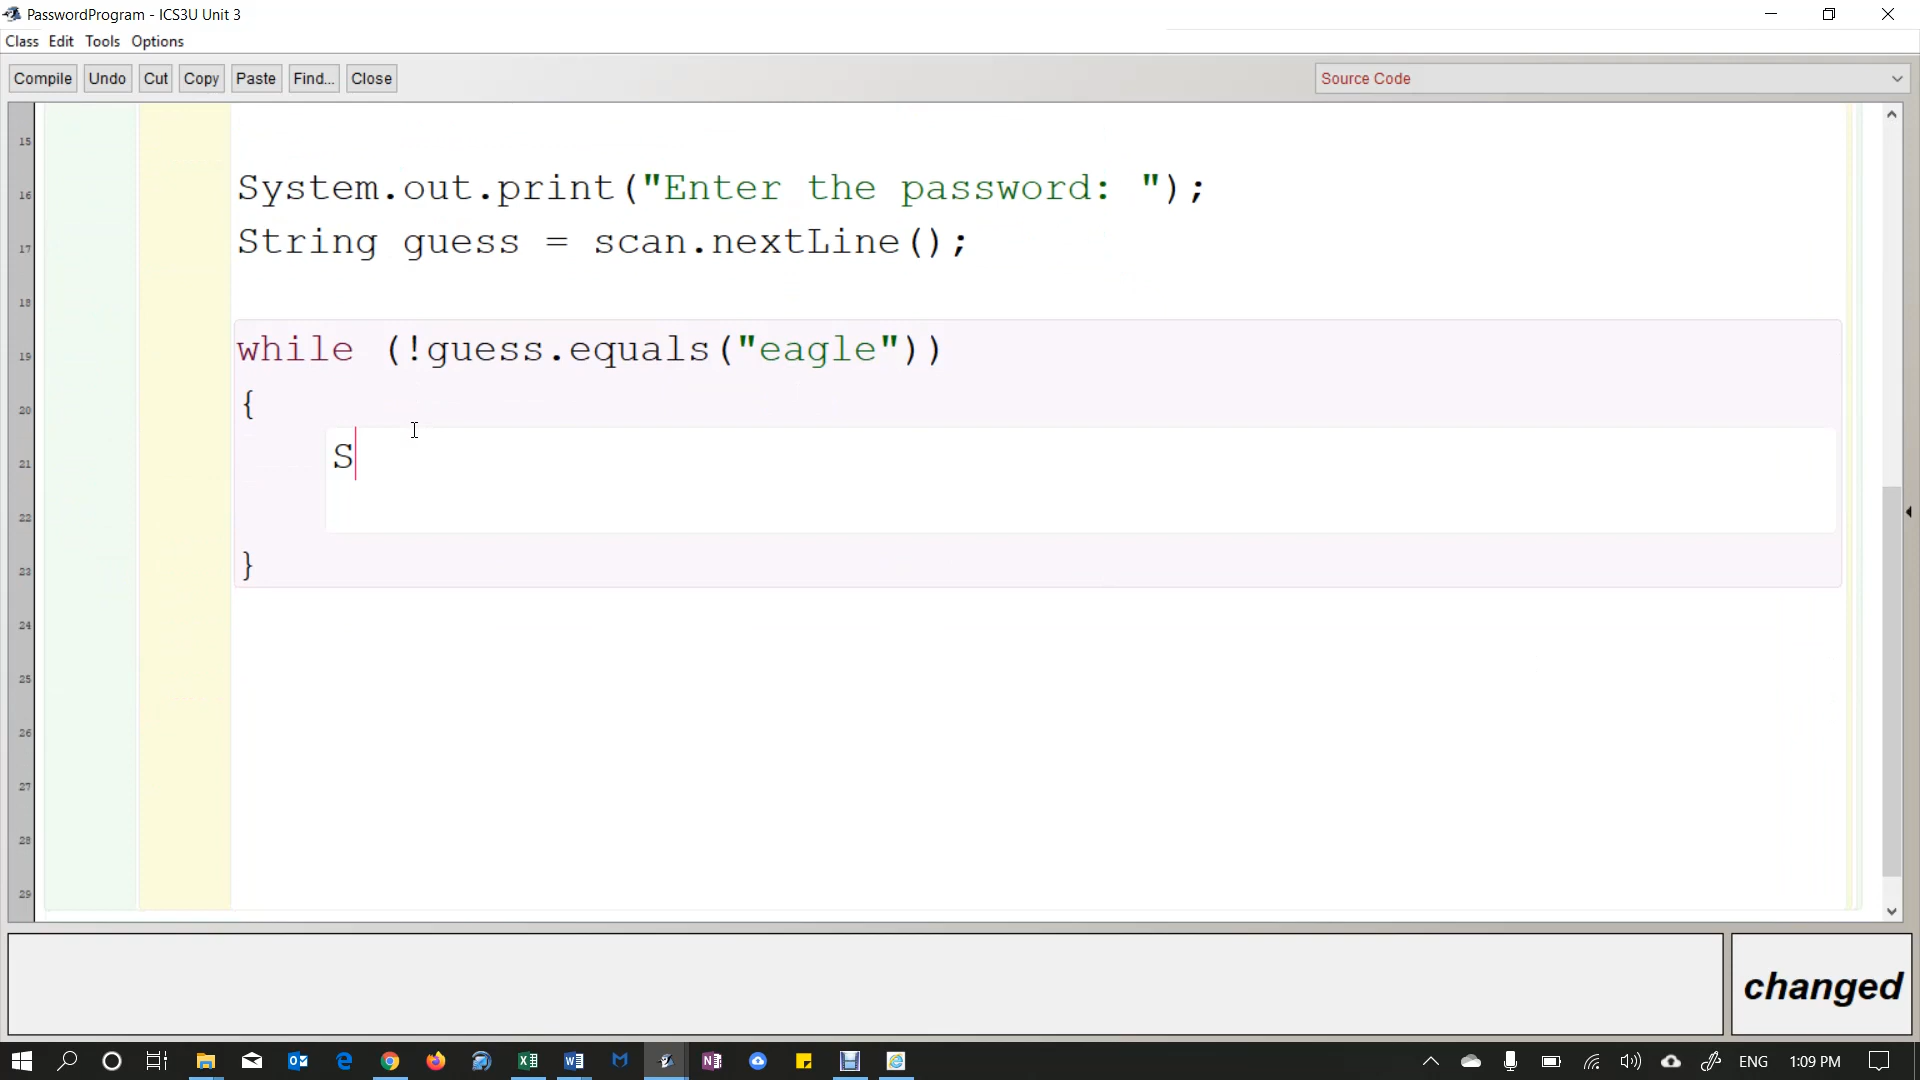 PasswordProgram - ICS3U Unit 3
Class Edit Tools Options
Compile Undo Cut Copy Paste Find... Close Source Code
15
16 System.out.print("Enter the password: ");
17 String guess = scan.nextLine();
18
19 while (!guess.equals("eagle"))
20 {
21 S
22
23 }
24
25
26
27
28
29
changed
ENG 1:09 PM